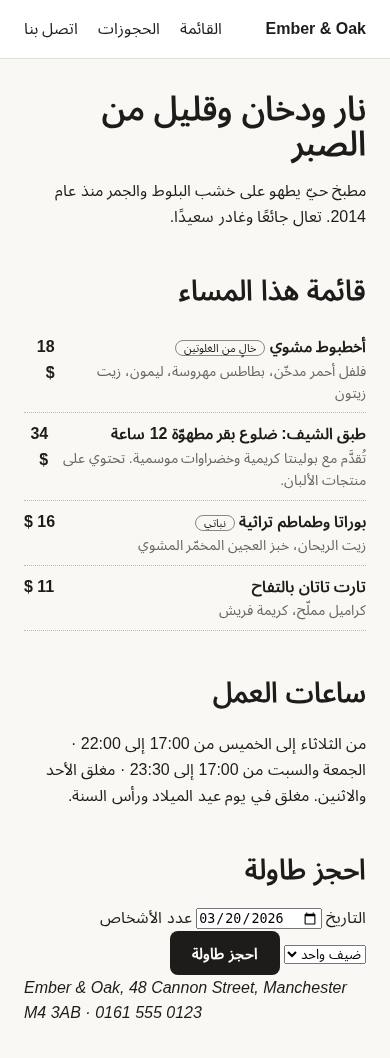 Ember & Oak
القائمة
الحجوزات
اتصل بنا
نار ودخان وقليل من
الصبر
مطبخ حيّ يطهو على خشب البلوط والجمر منذ عام
2014. تعال جائعًا وغادر سعيدًا.
قائمة هذا المساء
أخطبوط مشوي خالٍ من الغلوتين
18 $
فلفل أحمر مدخّن، بطاطس مهروسة، ليمون، زيت
زيتون
طبق الشيف: ضلوع بقر مطهوّة 12 ساعة
34 $
تُقدَّم مع بولينتا كريمية وخضراوات موسمية. تحتوي على
منتجات الألبان.
بوراتا وطماطم تراثية نباتي
16 $
زيت الريحان، خبز العجين المخمّر المشوي
تارت تاتان بالتفاح
11 $
كراميل مملّح، كريمة فريش
ساعات العمل
من الثلاثاء إلى الخميس من 17:00 إلى 22:00 ·
الجمعة والسبت من 17:00 إلى 23:30 · مغلق الأحد
والاثنين. مغلق في يوم عيد الميلاد ورأس السنة.
احجز طاولة
التاريخ 03/20/2026 عدد الأشخاص
ضيف واحد احجز طاولة
Ember & Oak, 48 Cannon Street, Manchester
M4 3AB · 0161 555 0123